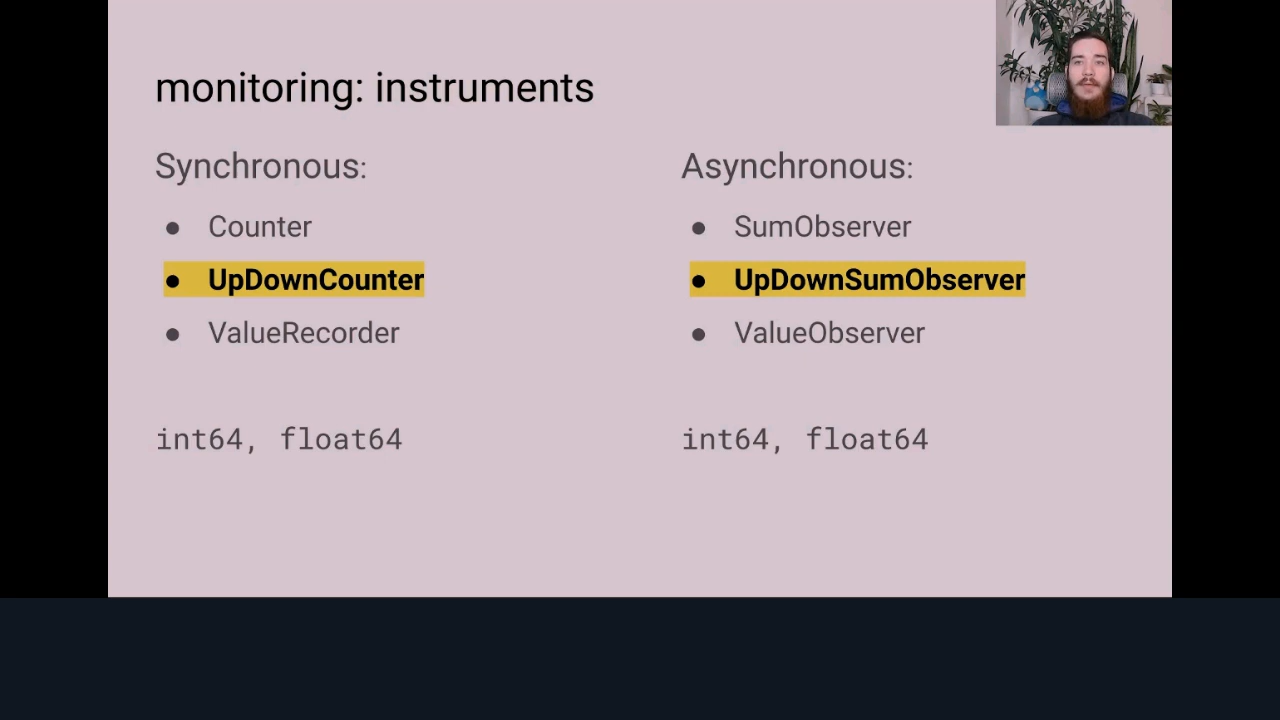 monitoring: instruments
Synchronous:
● Counter
● UpDownCounter
● ValueRecorder
int64, float64
Asynchronous:
● SumObserver
● UpDownSumObserver
● ValueObserver
int64, float64